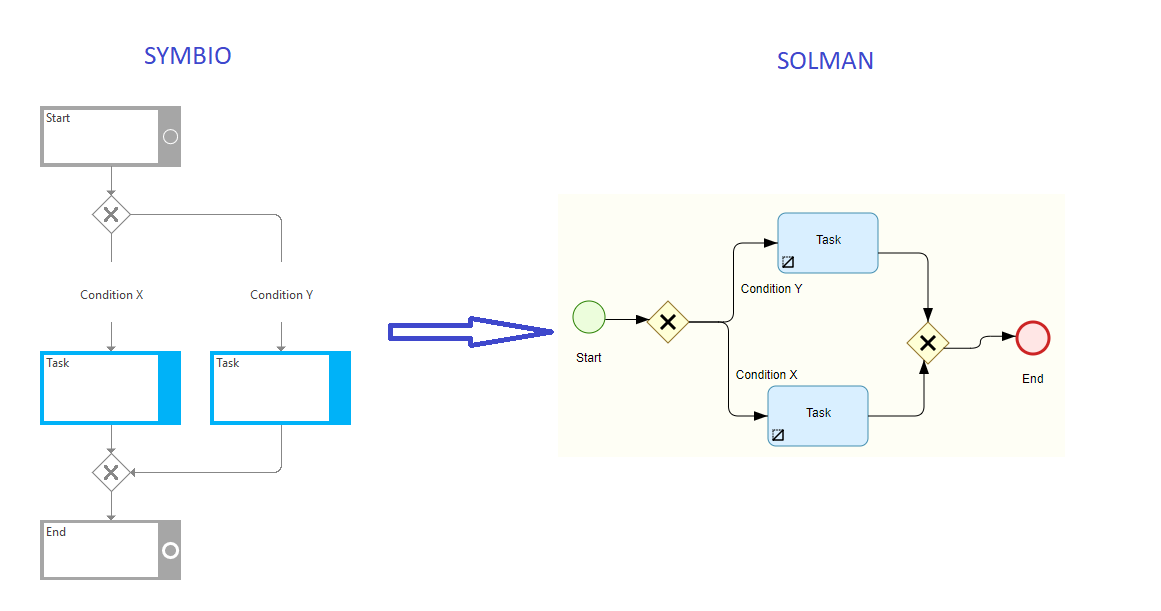 SYMBIO
Start
Condition X
Condition Y
Task
Task
End
SOLMAN
Start
Task
Condition Y
Condition X
Task
End